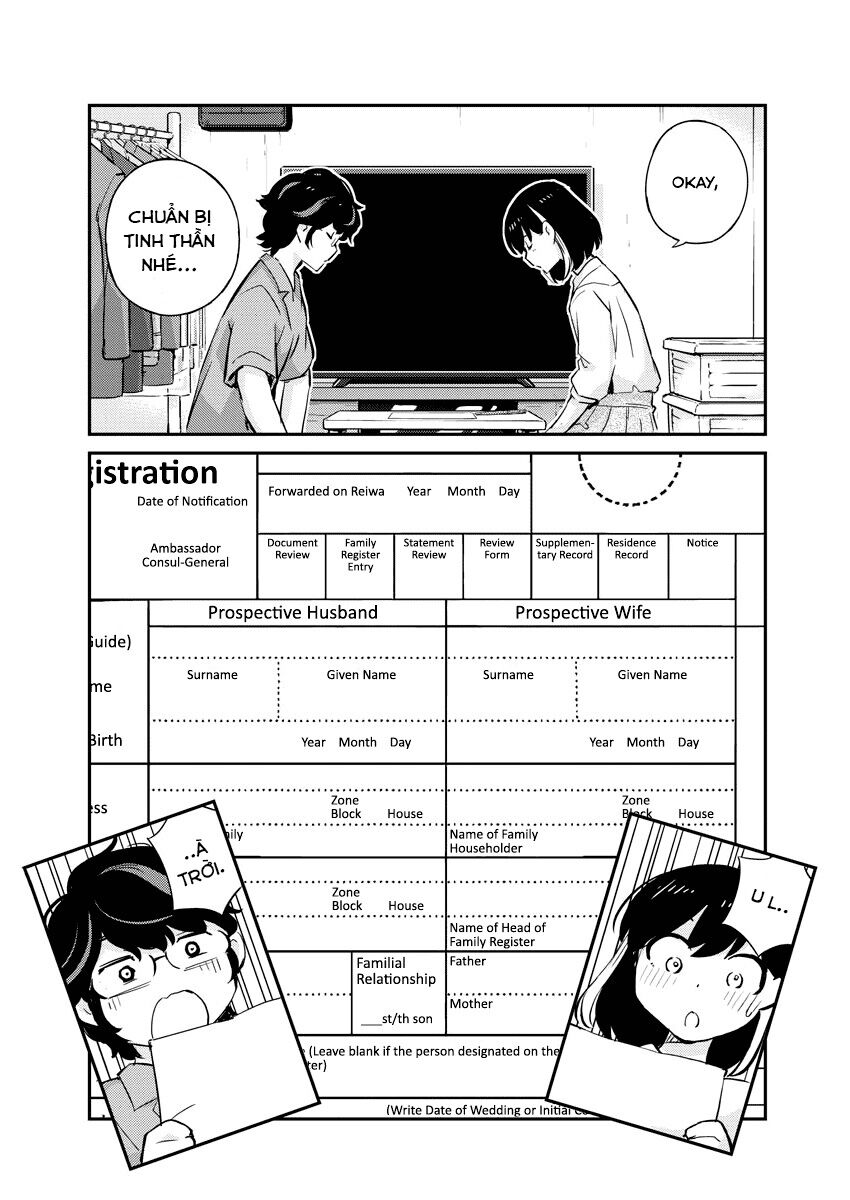 OKAY,
CHUẨN BỊ
TINH THẦN
NHÉ...
gistration
Date of Notification
Ambassador
Consul-General
Forwarded on Reiwa Year Month Day
Document
Review
Family
Register
Entry
Statement
Review
Review
Form
Supplemen-
tary Record
Residence
Record
Notice
Prospective Husband
Prospective Wife
Guide)
me
Surname
Given Name
Surname
Given Name
Birth
Year Month Day
Year Month Day
ess
Zone
Block House
Zone
Block House
mily
Name of Family
Householder
Zone
Block House
Name of Head of
Family Register
Familial
Relationship
___st/th son
Father
Mother
(Leave blank if the person designated on the
ter)
(Write Date of Wedding or Initial Co
..À
TRỜI.
U L..